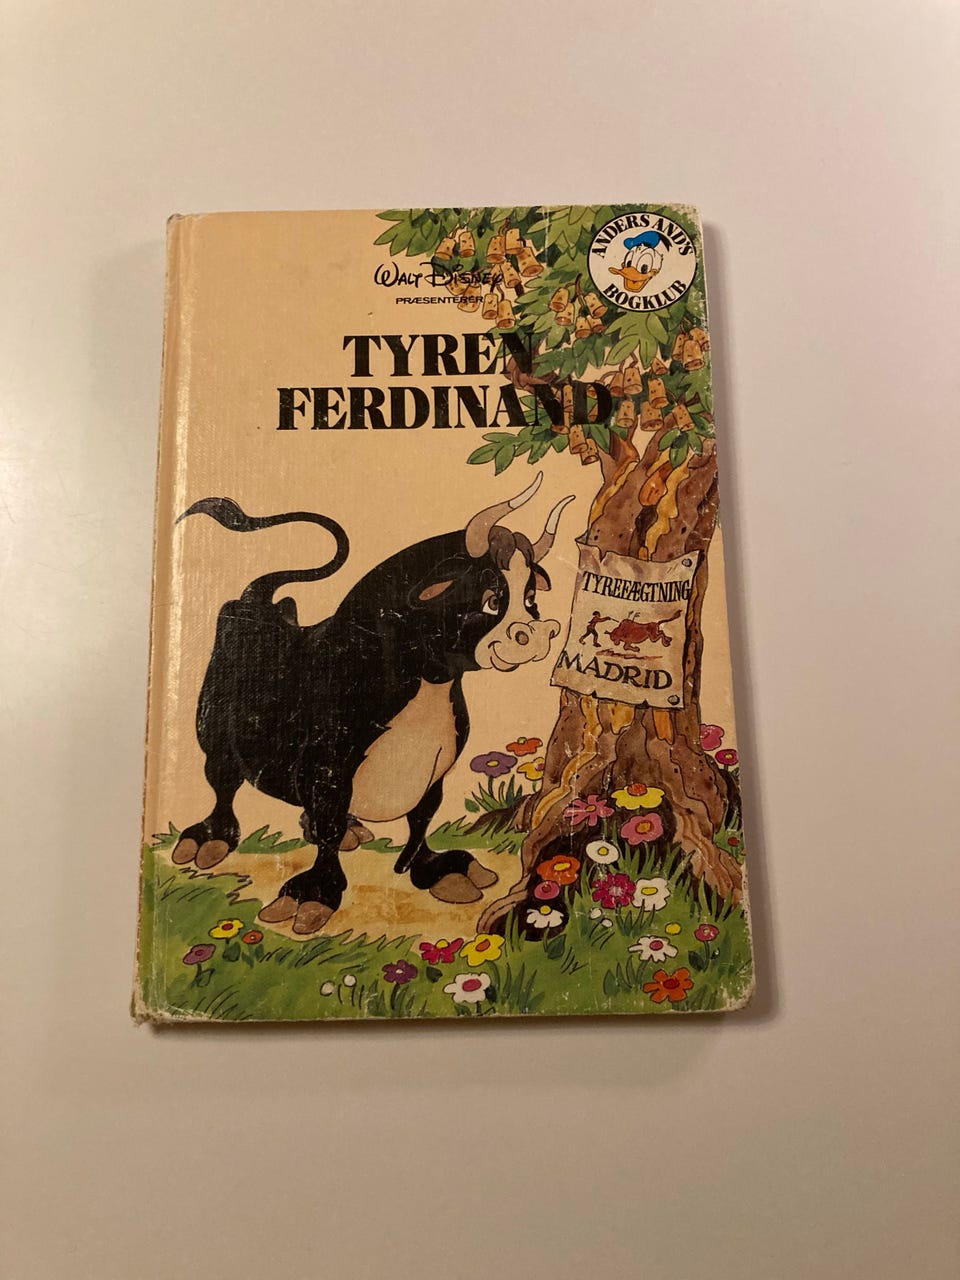 ANDERS AND'S
BOGKLUB
WALT DISNEY
PRÆSENTERER
TYREN
FERDINAND
TYREFÆGTNING
MADRID